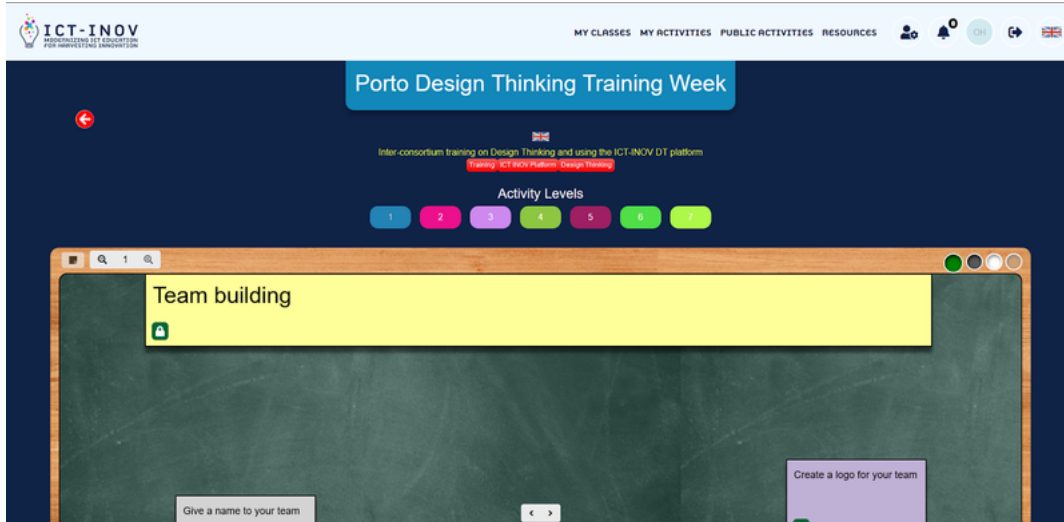 ICT-INOV
MODERNIZING ICT EDUCATION
FOR HARVESTING INNOVATION
MY CLASSES MY ACTIVITIES PUBLIC ACTIVITIES RESOURCES
0
OH
Porto Design Thinking Training Week
Inter-consortium training on Design Thinking and using the ICT-INOV DT platform
Training ICT INOV Platform Design Thinking
Activity Levels
1 2 3 4 5 6 7
1
Team building
Create a logo for your team
Give a name to your team